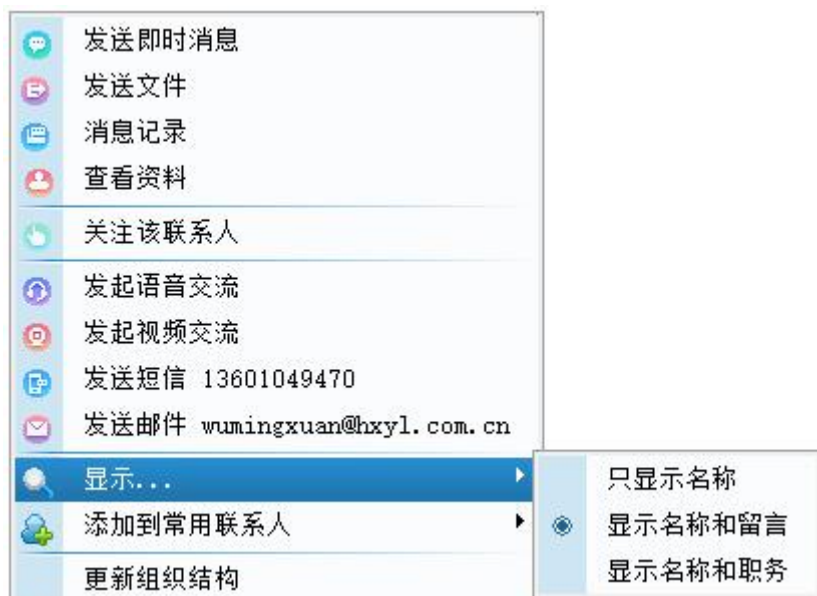 发送即时消息
发送文件
消息记录
查看资料
关注该联系人
发起语音交流
发起视频交流
发送短信 13601049470
发送邮件 wumingxuan@hxyl.com.cn
显示...
添加到常用联系人
更新组织结构
只显示名称
显示名称和留言
显示名称和职务